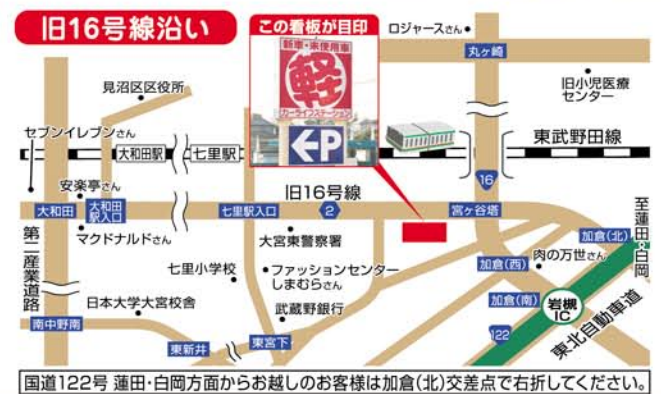 旧16号線沿い
この看板が目印
新車・未使用車
軽
カーライフステーション
←P
ロジャースさん
丸ヶ崎
見沼区区役所
旧小児医療
センター
セブンイレブンさん
大和田駅
七里駅
東武野田線
16
安楽亭さん
旧16号線
大和田
大和田
駅入口
七里駅入口
2
宮ヶ谷塔
マクドナルドさん
大宮東警察署
加倉(北)
至蓮田・白岡
第二産業道路
七里小学校
ファッションセンター
しまむらさん
加倉(西)
肉の万世さん
日本大学大宮校舎
武蔵野銀行
加倉(南)
岩槻
IC
東北自動車道
南中野南
東新井
東宮下
122
国道122号 蓮田・白岡方面からお越しのお客様は加倉(北)交差点で右折してください。